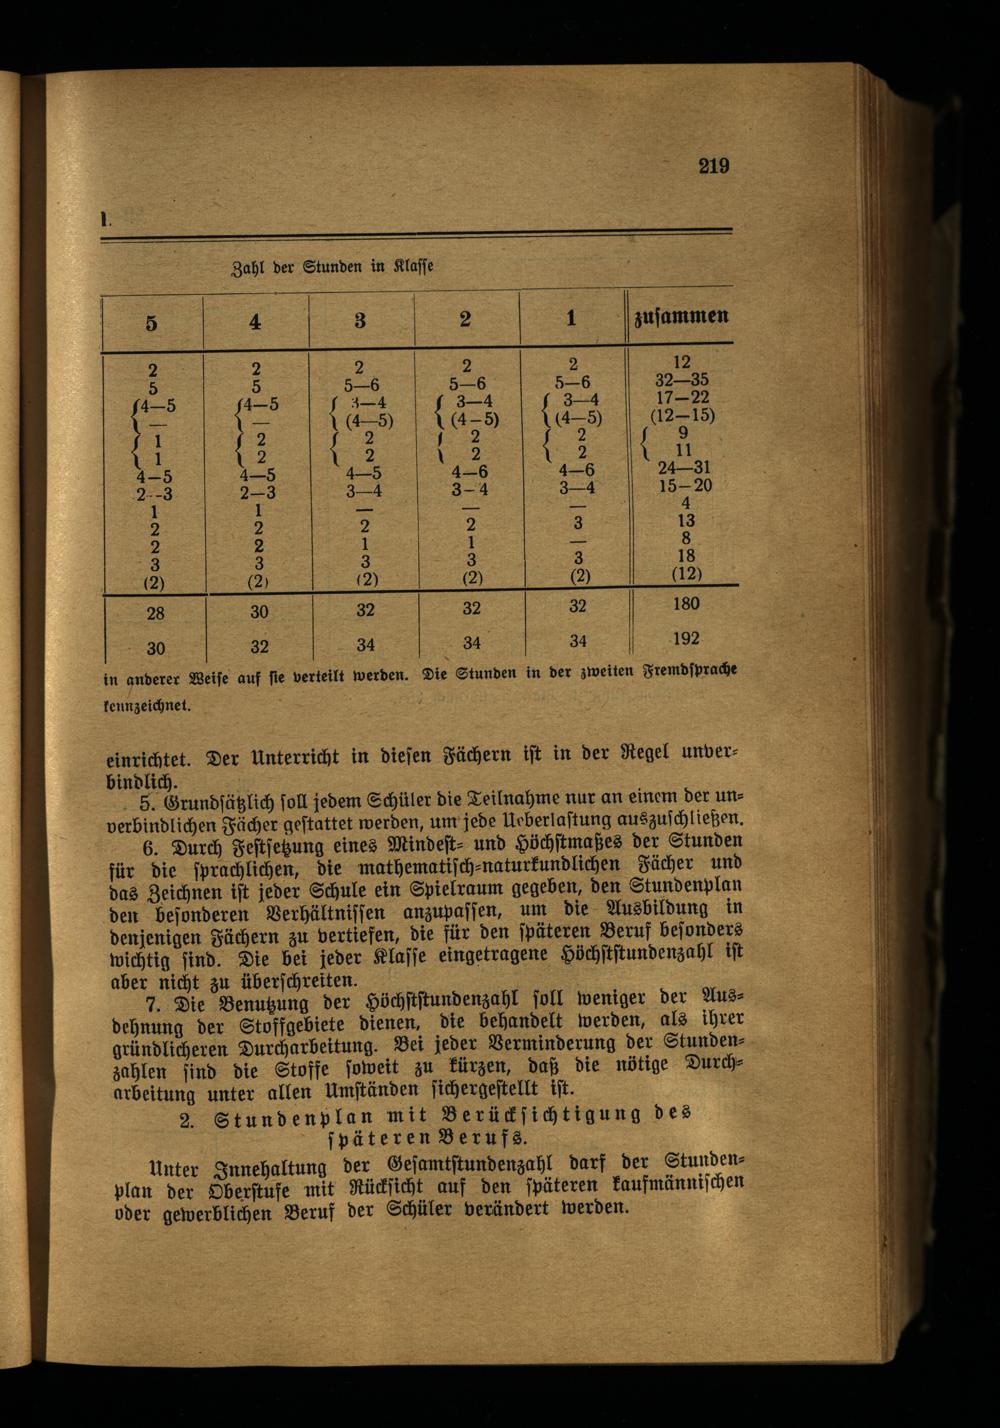 219
I.
Zahl der Stunden in Klasse
5 4 3 2 1 zusammen
2 2 2 2 2 12
5 5 5—6 5—6 5—6 32—35
{4—5 {4—5 { 3—4 { 3—4 { 3—4 17—22
— — (4—5) (4-5) (4—5) (12—15)
{ 1 { 2 { 2 { 2 { 2 { 9
1 2 2 2 2 11
4-5 4—5 4—5 4—6 4—6 24—31
2--3 2—3 3—4 3-4 3—4 15-20
1 1 — — — 4
2 2 2 2 3 13
2 2 1 1 — 8
3 3 3 3 3 18
(2) (2) (2) (2) (2) (12)
28 30 32 32 32 180
30 32 34 34 34 192
in anderer Weise auf sie verteilt werden. Die Stunden in der zweiten Fremdsprache
kennzeichnet.
einrichtet. Der Unterricht in diesen Fächern ist in der Regel unver-
bindlich.
5. Grundsätzlich soll jedem Schüler die Teilnahme nur an einem der un-
verbindlichen Fächer gestattet werden, um jede Ueberlastung auszuschließen.
6. Durch Festsetzung eines Mindest- und Höchstmaßes der Stunden
für die sprachlichen, die mathematisch-naturkundlichen Fächer und
das Zeichnen ist jeder Schule ein Spielraum gegeben, den Stundenplan
den besonderen Verhältnissen anzupassen, um die Ausbildung in
denjenigen Fächern zu vertiefen, die für den späteren Beruf besonders
wichtig sind. Die bei jeder Klasse eingetragene Höchststundenzahl ist
aber nicht zu überschreiten.
7. Die Benutzung der Höchststundenzahl soll weniger der Aus-
dehnung der Stoffgebiete dienen, die behandelt werden, als ihrer
gründlicheren Durcharbeitung. Bei jeder Verminderung der Stunden-
zahlen sind die Stoffe soweit zu kürzen, daß die nötige Durch-
arbeitung unter allen Umständen sichergestellt ist.
2. Stundenplan mit Berücksichtigung des
späteren Berufs.
Unter Innehaltung der Gesamtstundenzahl darf der Stunden-
plan der Oberstufe mit Rücksicht auf den späteren kaufmännischen
oder gewerblichen Beruf der Schüler verändert werden.